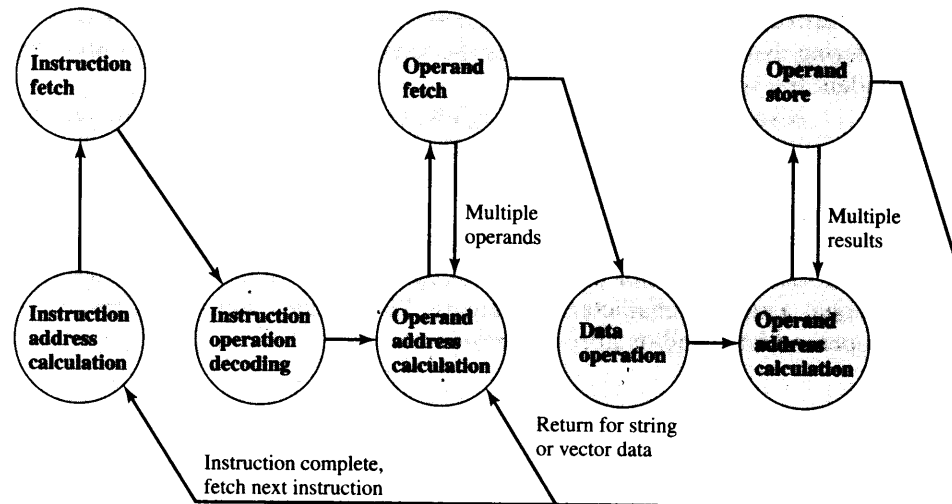 Instruction
fetch
Operand
fetch
Operand
store
Multiple
operands
Multiple
results
Instruction
address
calculation
Instruction
operation
decoding
Operand
address
calculation
Data
operation
Operand
address
calculation
Return for string
or vector data
Instruction complete,
fetch next instruction